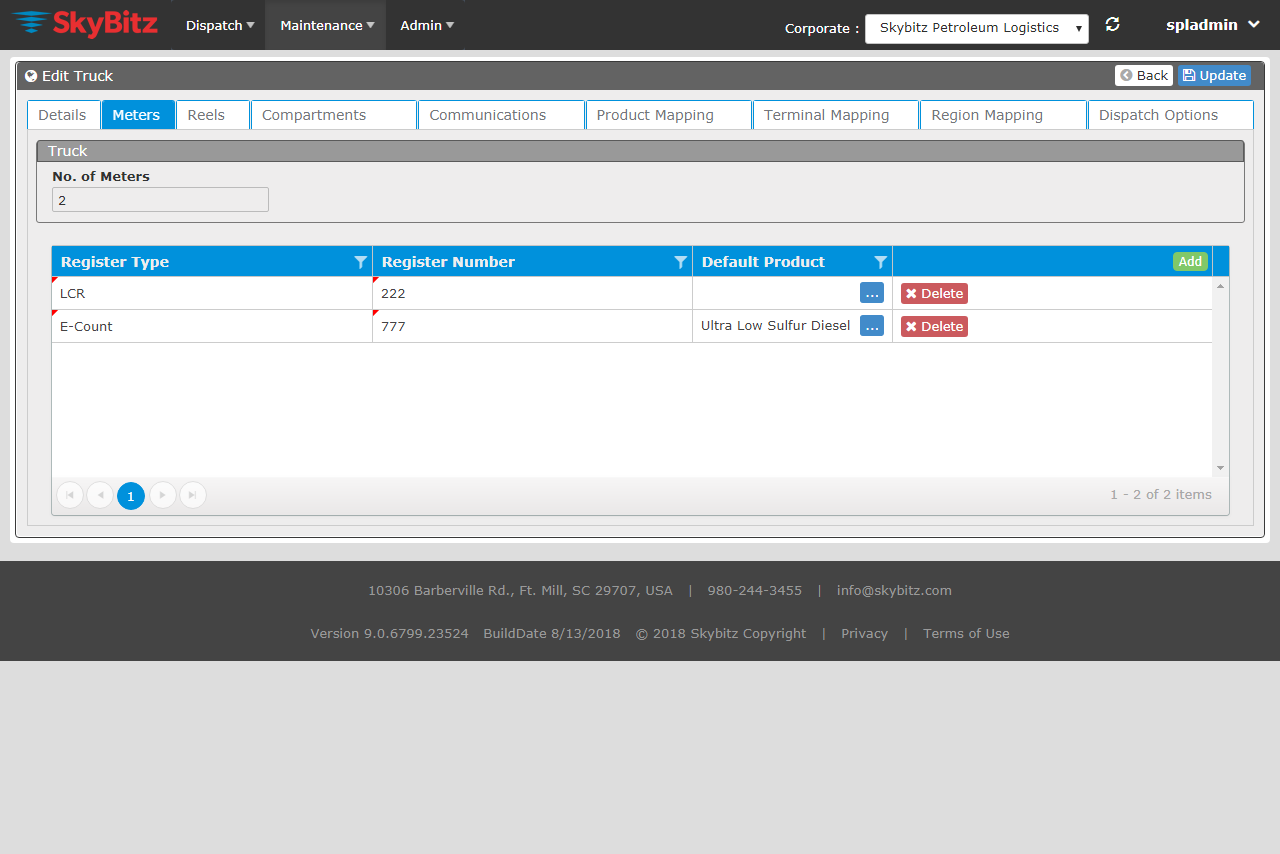 SkyBitz Dispatch Maintenance Admin Corporate : Skybitz Petroleum Logistics spladmin
Edit Truck Back Update
Details Meters Reels Compartments Communications Product Mapping Terminal Mapping Region Mapping Dispatch Options
Truck
No. of Meters
2
Register Type Register Number Default Product Add
LCR 222 ... Delete
E-Count 777 Ultra Low Sulfur Diesel ... Delete
1 1 - 2 of 2 items
10306 Barberville Rd., Ft. Mill, SC 29707, USA | 980-244-3455 | info@skybitz.com
Version 9.0.6799.23524 BuildDate 8/13/2018 © 2018 Skybitz Copyright | Privacy | Terms of Use